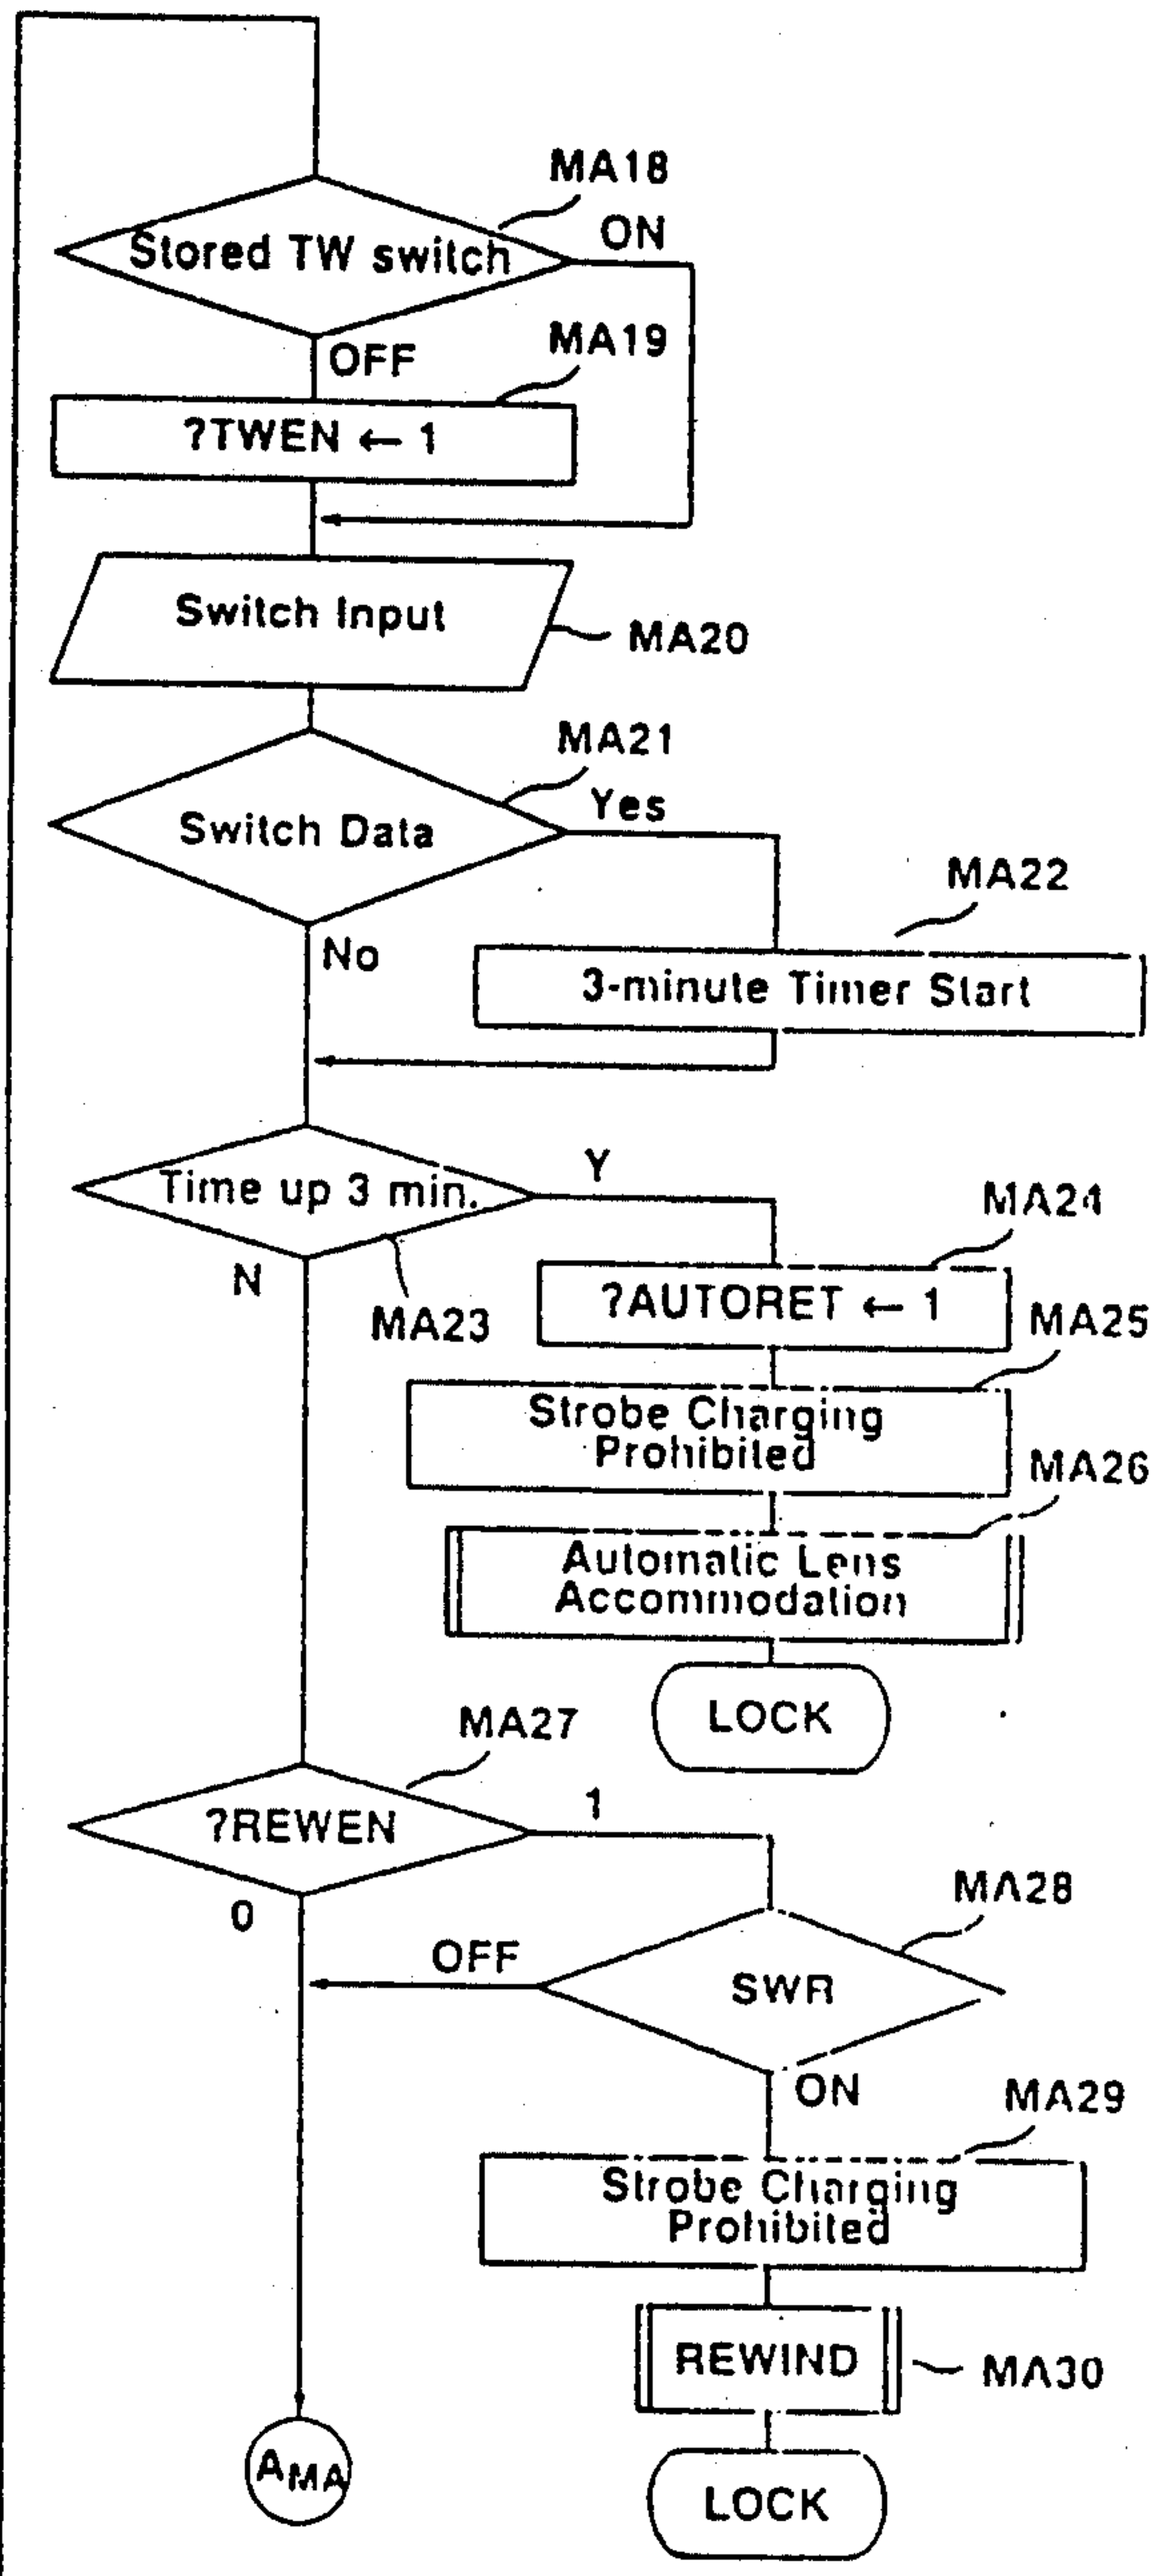 MA18
Stored TW switch
ON
OFF
MA19
?TWEN ← 1
Switch Input
MA20
MA21
Switch Data
Yes
No
MA22
3-minute Timer Start
Time up 3 min.
Y
N
MA23
MA24
?AUTORET ← 1
MA25
Strobe Charging
Prohibited
MA26
Automatic Lens
Accommodation
LOCK
MA27
?REWEN
1
0
MA28
SWR
OFF
ON
MA29
Strobe Charging
Prohibited
REWIND
MA30
AMA
LOCK